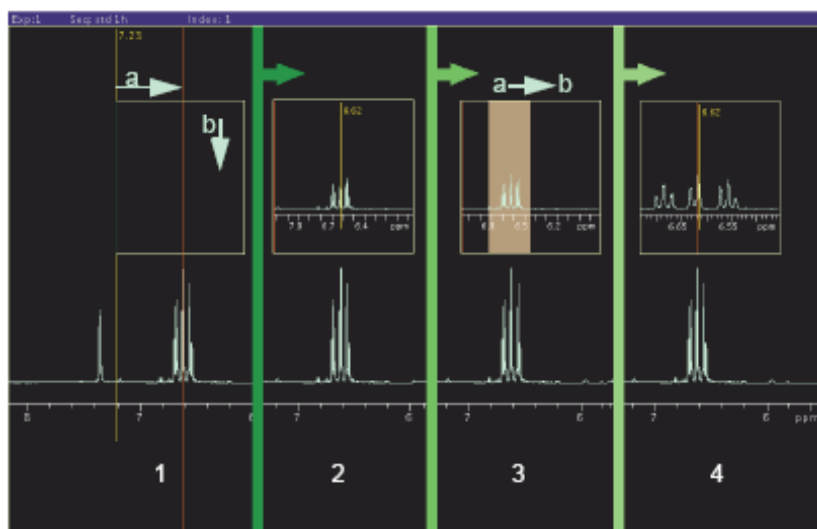 Exp:1 Seq: std 1h Index: 1
7.23
a
b
6.62
7.0 6.7 6.4 ppm
a b
6.8 6.5 6.2 ppm
6.62
6.65 6.55 ppm
8 7 6
7 6
7 6
7 6 ppm
1 2 3 4